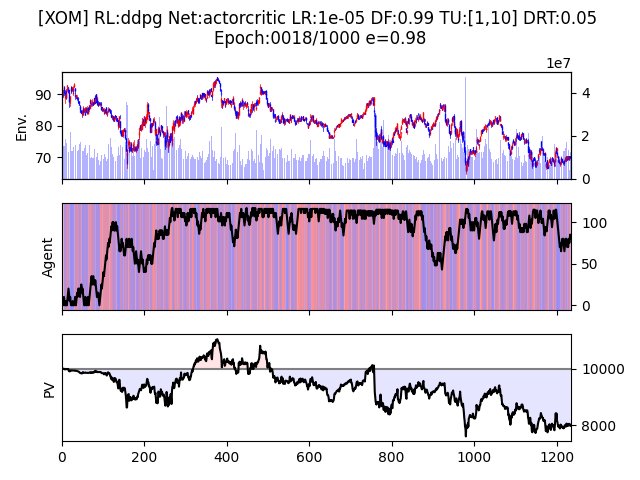 [XOM] RL:ddpg Net:actorcritic LR:1e-05 DF:0.99 TU:[1,10] DRT:0.05
Epoch:0018/1000 e=0.98
1e7
Env.
90
80
70
4
2
0
Agent
100
50
0
PV
10000
8000
0 200 400 600 800 1000 1200